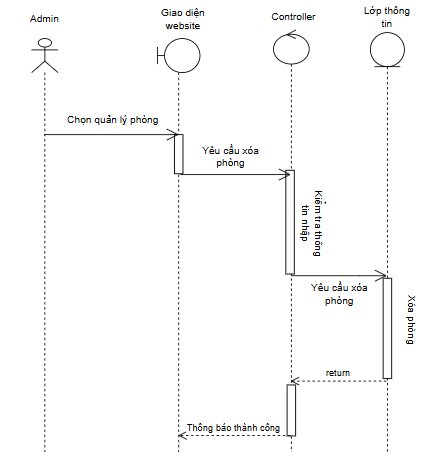 Admin
Giao diện
website
Controller
Lớp thông
tin
Chọn quản lý phòng
Yêu cầu xóa
phòng
Kiểm tra thông
tin nhập
Yêu cầu xóa
phòng
Xóa phòng
return
Thông báo thành công